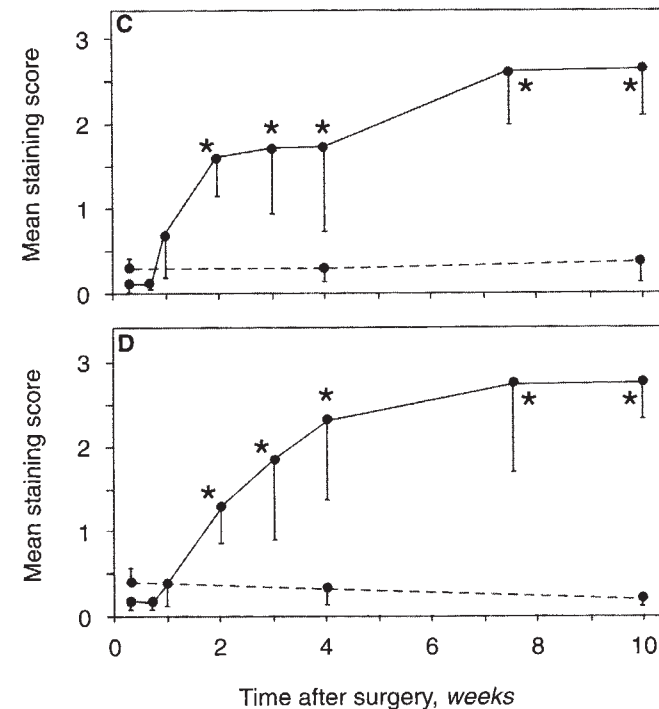 C
3
2
1
0
Mean staining score
* * * * *
D
3
2
1
0
Mean staining score
* * * * *
0 2 4 6 8 10
Time after surgery, weeks